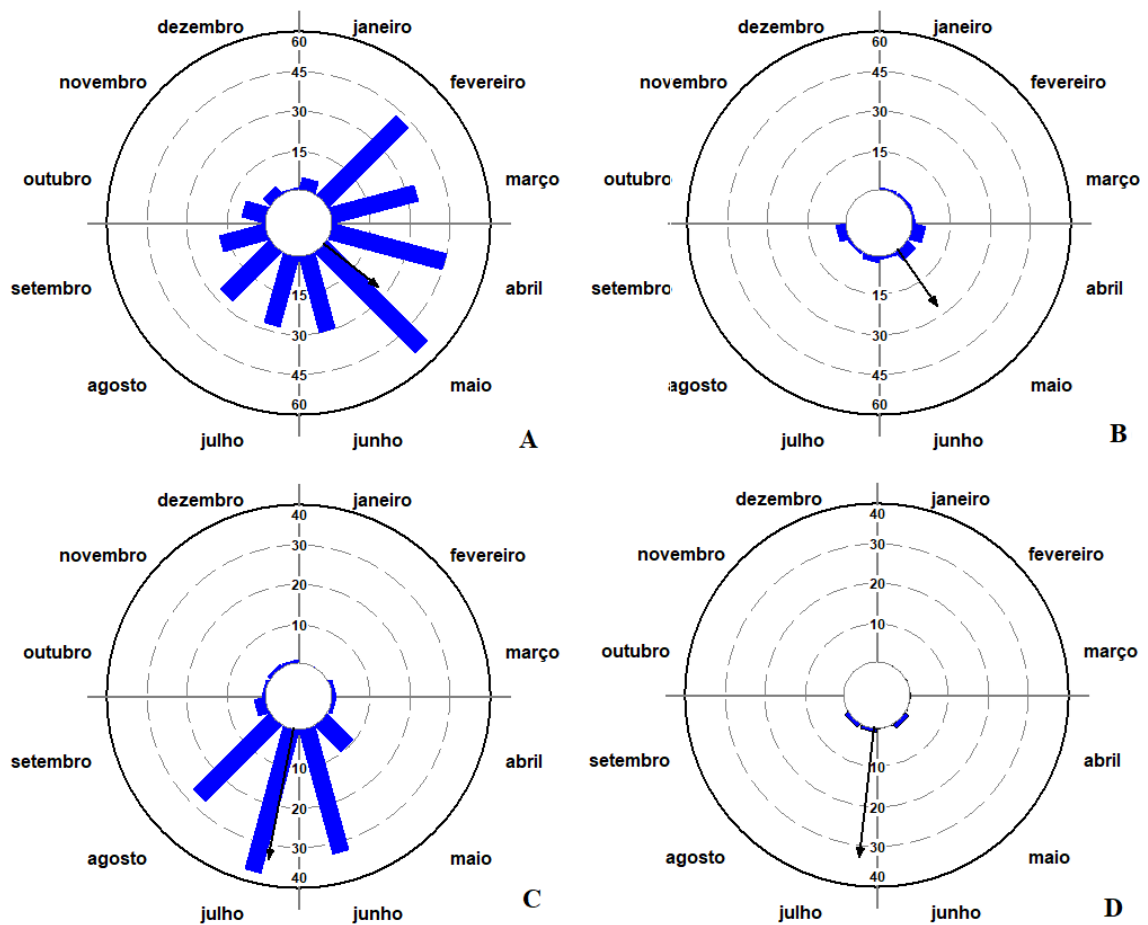 dezembro janeiro
60
novembro 45 fevereiro
30
15
outubro março
setembro abril
15
30
agosto 45 maio
60
julho junho A
dezembro janeiro
60
novembro 45 fevereiro
30
15
outubro março
setembro abril
15
30
agosto 45 maio
60
julho junho B
dezembro janeiro
40
novembro 30 fevereiro
20
10
outubro março
setembro abril
10
20
agosto 30 maio
40
julho junho C
dezembro janeiro
40
novembro 30 fevereiro
20
10
outubro março
setembro abril
10
20
agosto 30 maio
40
julho junho D